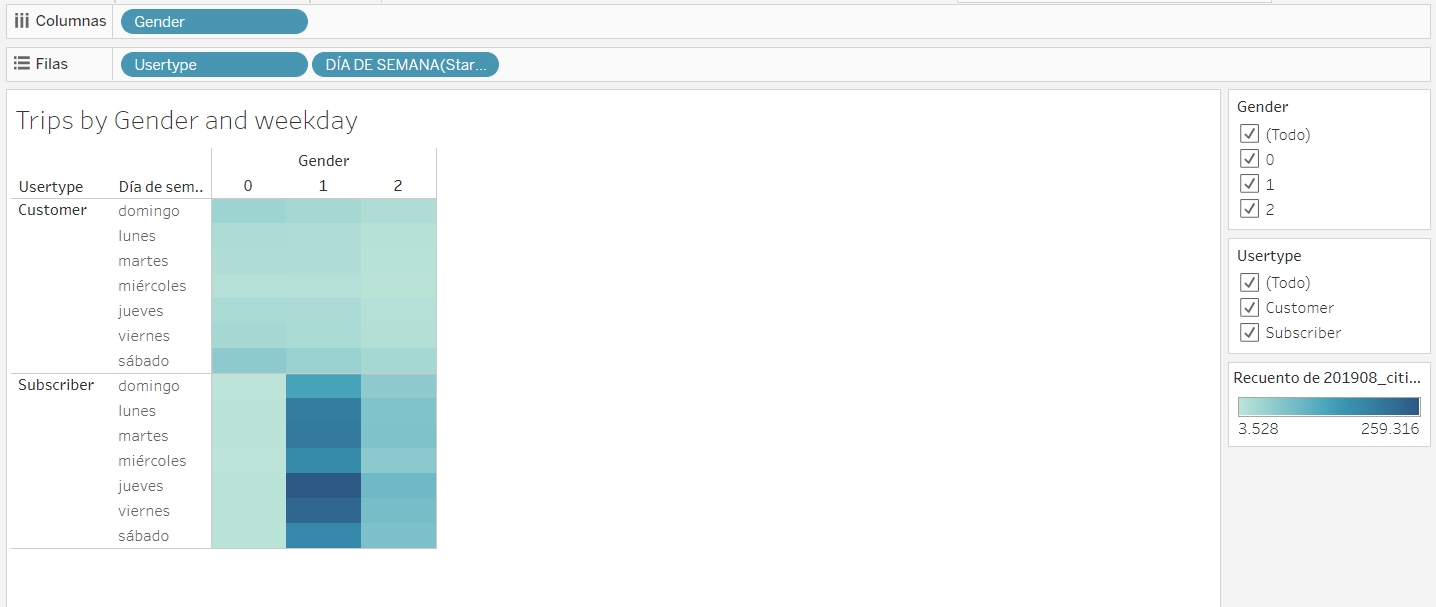 Columnas Gender
Filas Usertype DÍA DE SEMANA(Star...
Trips by Gender and weekday
Gender
Usertype Día de sem.. 0 1 2
Customer domingo
lunes
martes
miércoles
jueves
viernes
sábado
Subscriber domingo
lunes
martes
miércoles
jueves
viernes
sábado
Gender
(Todo)
0
1
2
Usertype
(Todo)
Customer
Subscriber
Recuento de 201908_citi...
3.528 259.316